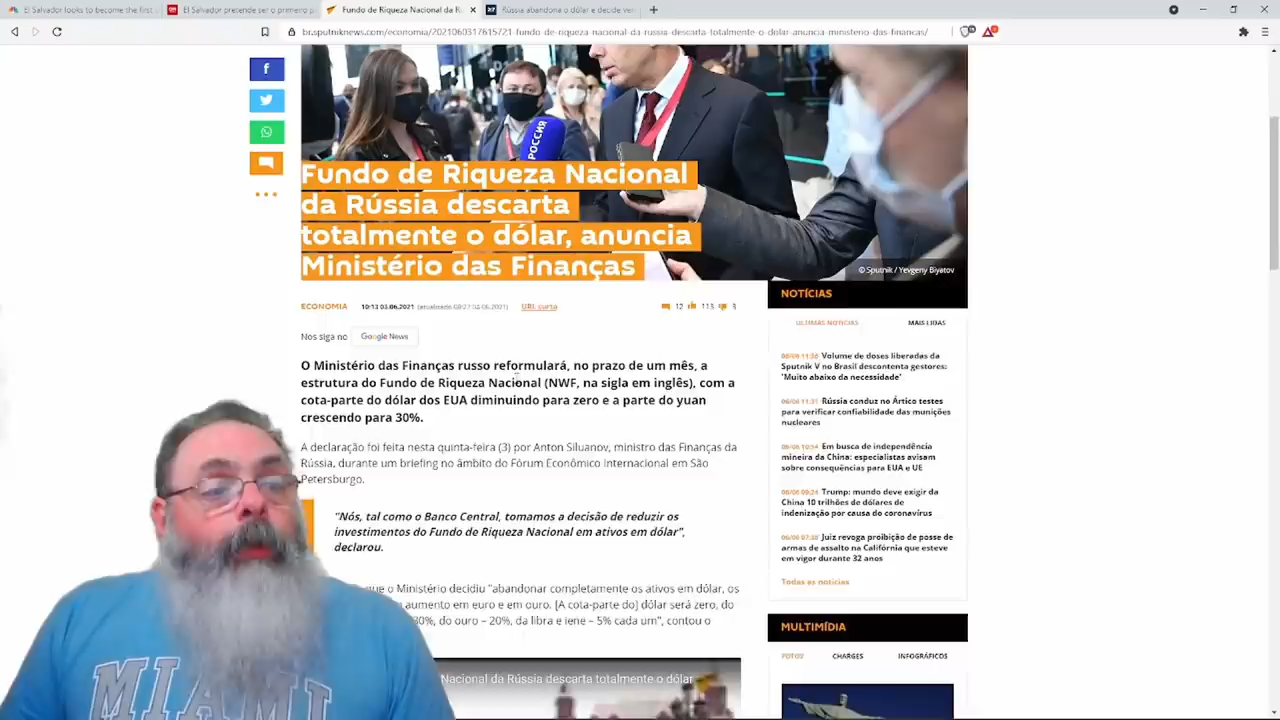 El Salvador looks to become the first
El Salvador pretende ser o primeiro p
Fundo de Riqueza Nacional da R
Rússia abandona o dólar e decide ven
br.sputniknews.com/economia/2021060317615721-fundo-de-riqueza-nacional-da-russia-descarta-totalmente-o-dolar-anuncia-ministerio-das-financas/
РОССИЯ
Fundo de Riqueza Nacional
da Rússia descarta
totalmente o dólar, anuncia
Ministério das Finanças
© Sputnik / Yevgeny Biyatov
ECONOMIA 10:13 03.06.2021 (atualizado 08:27 04.06.2021) URL curta
12 113 3
Nos siga no Google News
O Ministério das Finanças russo reformulará, no prazo de um mês, a
estrutura do Fundo de Riqueza Nacional (NWF, na sigla em inglês), com a
cota-parte do dólar dos EUA diminuindo para zero e a parte do yuan
crescendo para 30%.
A declaração foi feita nesta quinta-feira (3) por Anton Siluanov, ministro das Finanças da
Rússia, durante um briefing no âmbito do Fórum Econômico Internacional em São
Petersburgo.
"Nós, tal como o Banco Central, tomamos a decisão de reduzir os
investimentos do Fundo de Riqueza Nacional em ativos em dólar",
declarou.
que o Ministério decidiu "abandonar completamente os ativos em dólar, os
aumento em euro e em ouro. [A cota-parte do] dólar será zero, do
30%, do ouro – 20%, da libra e iene – 5% cada um", contou o
Nacional da Rússia descarta totalmente o dólar
NOTÍCIAS
ÚLTIMAS NOTÍCIAS MAIS LIDAS
Volume de doses liberadas da
Sputnik V no Brasil descontenta gestores:
'Muito abaixo da necessidade'
Rússia conduz no Ártico testes
para verificar confiabilidade das munições
nucleares
Em busca de independência
mineira da China: especialistas avisam
sobre consequências para EUA e UE
Trump: mundo deve exigir da
China 10 trilhões de dólares de
indenização por causa do coronavírus
Juiz revoga proibição de posse de
armas de assalto na Califórnia que esteve
em vigor durante 32 anos
Todas as notícias
MULTIMÍDIA
FOTOS CHARGES INFOGRÁFICOS